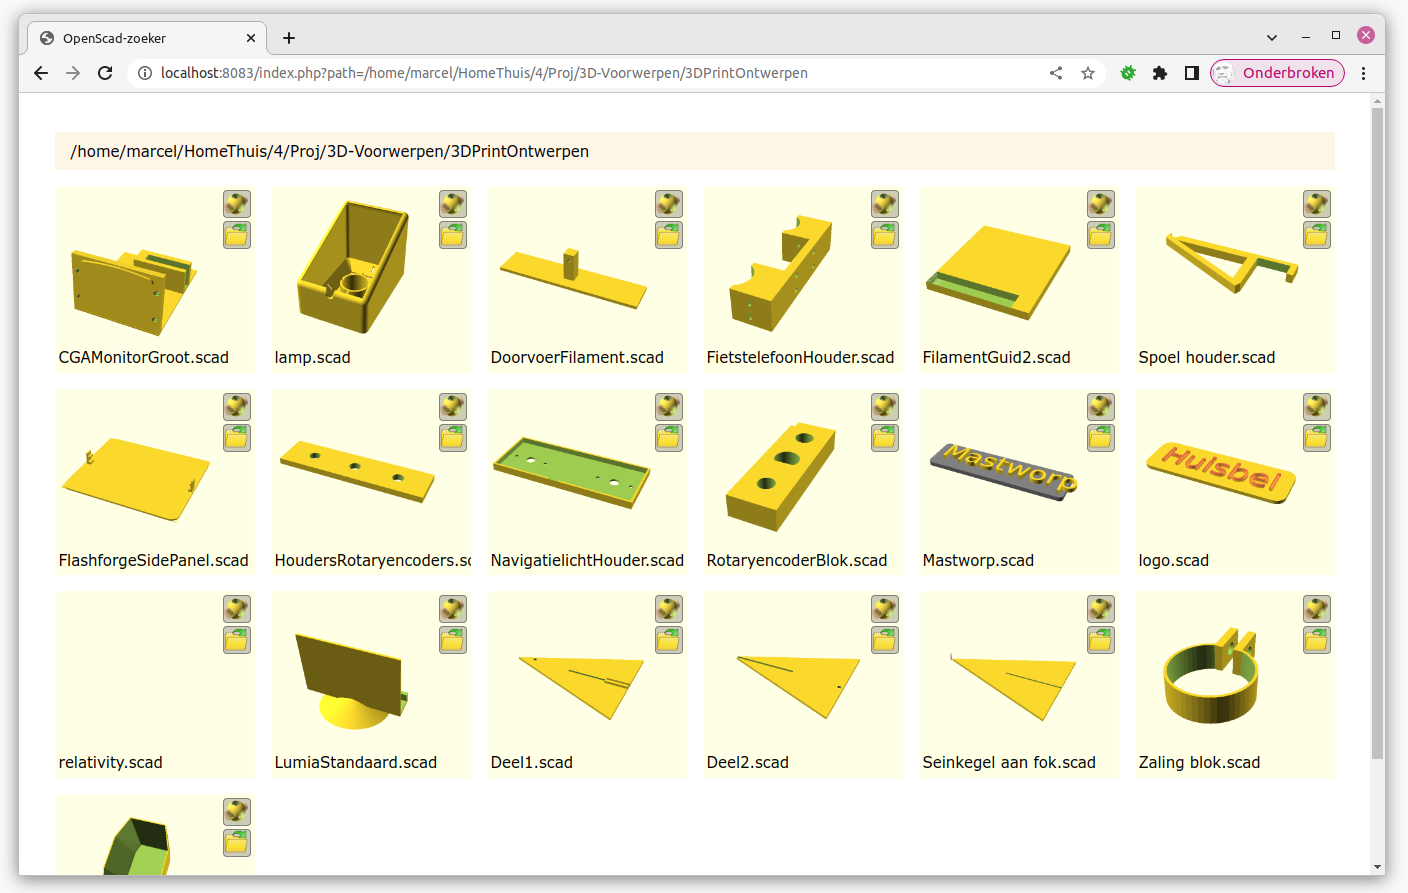 OpenScad-zoeker
localhost:8083/index.php?path=/home/marcel/HomeThuis/4/Proj/3D-Voorwerpen/3DPrintOntwerpen
Onderbroken
/home/marcel/HomeThuis/4/Proj/3D-Voorwerpen/3DPrintOntwerpen
CGAMonitorGroot.scad
lamp.scad
DoorvoerFilament.scad
FietstelefoonHouder.scad
FilamentGuid2.scad
Spoel houder.scad
Mastworp
Huisbel
FlashforgeSidePanel.scad
HoudersRotaryencoders.sc
NavigatielichtHouder.scad
RotaryencoderBlok.scad
Mastworp.scad
logo.scad
relativity.scad
LumiaStandaard.scad
Deel1.scad
Deel2.scad
Seinkegel aan fok.scad
Zaling blok.scad